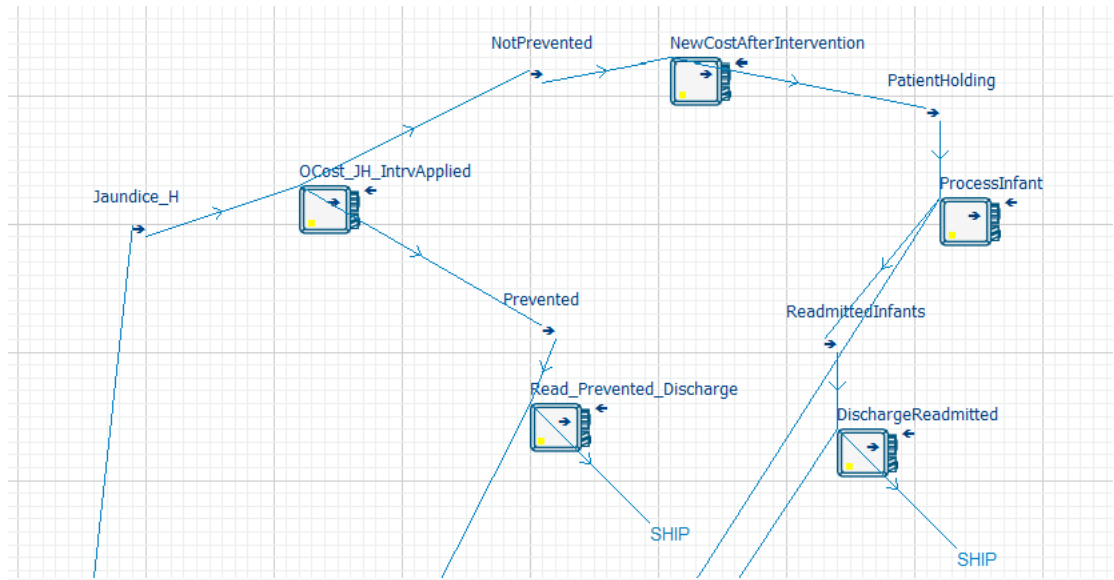 NotPrevented
NewCostAfterIntervention
PatientHolding
OCost_JH_IntrvApplied
Jaundice_H
ProcessInfant
Prevented
ReadmittedInfants
Read_Prevented_Discharge
DischargeReadmitted
SHIP
SHIP